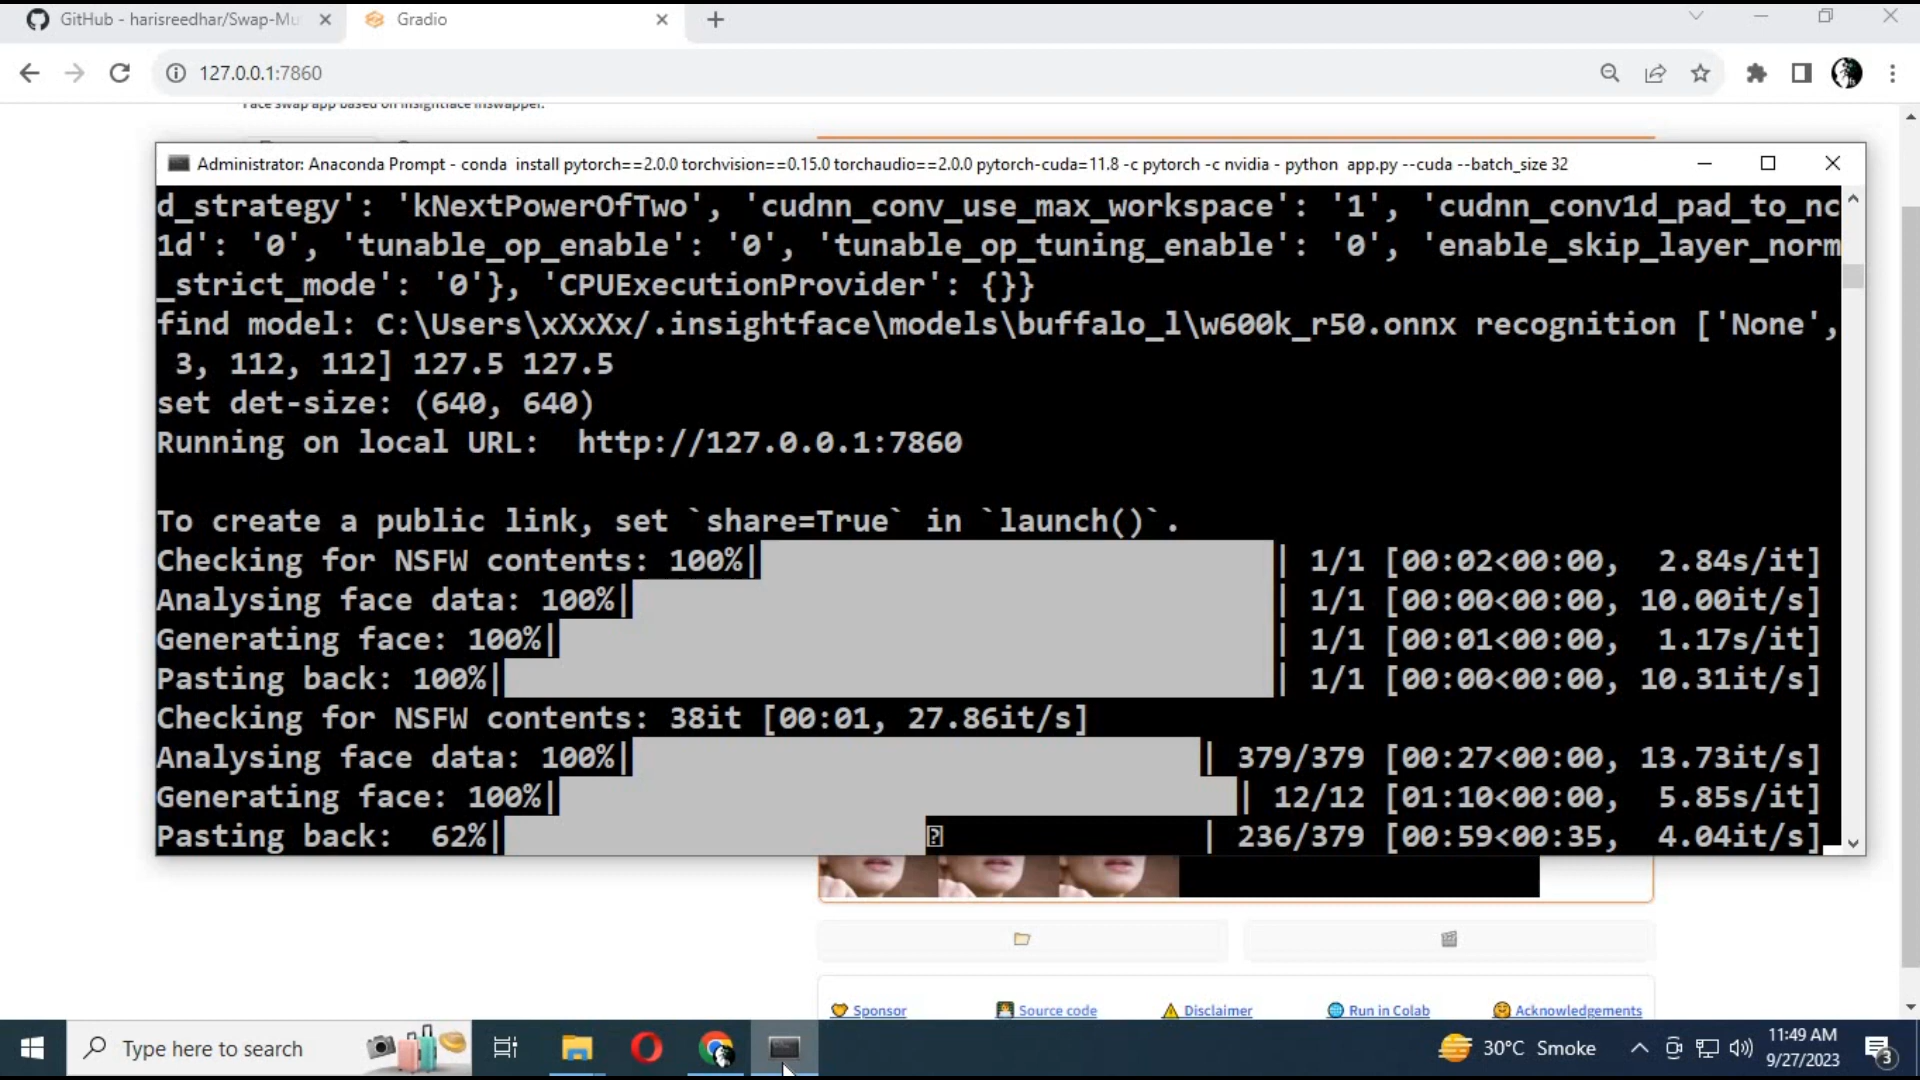 GitHub - harisreedhar/Swap-Mu
Gradio
127.0.0.1:7860
Face swap app based on insightface inswapper.
Administrator: Anaconda Prompt - conda  install pytorch==2.0.0 torchvision==0.15.0 torchaudio==2.0.0 pytorch-cuda=11.8 -c pytorch -c nvidia - python  app.py --cuda --batch_size 32
d_strategy': 'kNextPowerOfTwo', 'cudnn_conv_use_max_workspace': '1', 'cudnn_conv1d_pad_to_nc
1d': '0', 'tunable_op_enable': '0', 'tunable_op_tuning_enable': '0', 'enable_skip_layer_norm
_strict_mode': '0'}, 'CPUExecutionProvider': {}}
find model: C:\Users\xXxXx/.insightface\models\buffalo_l\w600k_r50.onnx recognition ['None',
3, 112, 112] 127.5 127.5
set det-size: (640, 640)
Running on local URL:  http://127.0.0.1:7860
To create a public link, set `share=True` in `launch()`.
Checking for NSFW contents: 100%| | 1/1 [00:02<00:00,  2.84s/it]
Analysing face data: 100%| | 1/1 [00:00<00:00, 10.00it/s]
Generating face: 100%| | 1/1 [00:01<00:00,  1.17s/it]
Pasting back: 100%| | 1/1 [00:00<00:00, 10.31it/s]
Checking for NSFW contents: 38it [00:01, 27.86it/s]
Analysing face data: 100%| | 379/379 [00:27<00:00, 13.73it/s]
Generating face: 100%| | 12/12 [01:10<00:00,  5.85s/it]
Pasting back:  62%| | 236/379 [00:59<00:35,  4.04it/s]
Sponsor
Source code
Disclaimer
Run in Colab
Acknowledgements
Type here to search
30°C Smoke
11:49 AM
9/27/2023
3